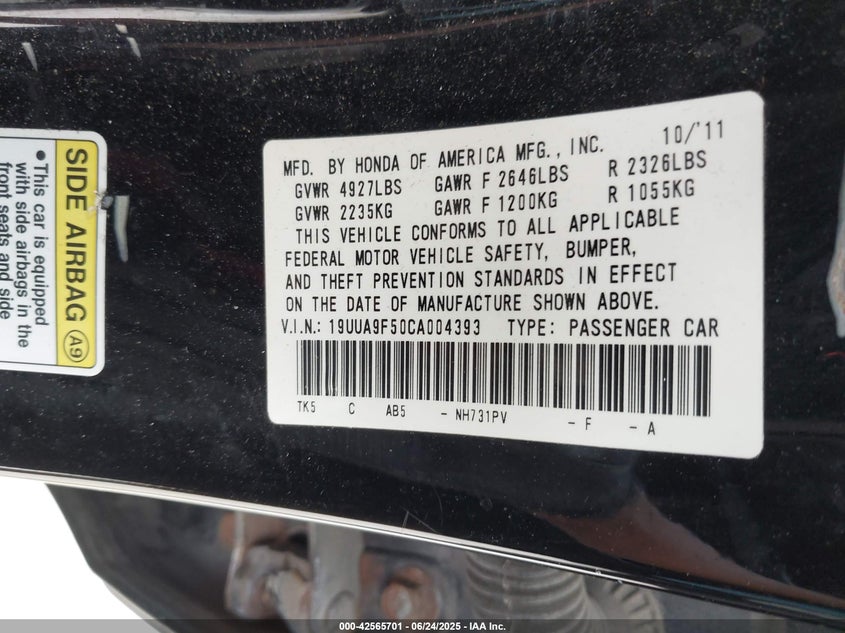 SIDE AIRBAG A9
• This car is equipped
with side airbags in the
front seats and side
MFD. BY HONDA OF AMERICA MFG., INC. 10/'11
GVWR 4927LBS GAWR F 2646LBS R 2326LBS
GVWR 2235KG GAWR F 1200KG R 1055KG
THIS VEHICLE CONFORMS TO ALL APPLICABLE
FEDERAL MOTOR VEHICLE SAFETY, BUMPER,
AND THEFT PREVENTION STANDARDS IN EFFECT
ON THE DATE OF MANUFACTURE SHOWN ABOVE.
V.I.N.: 19UUA9F50CA004393 TYPE: PASSENGER CAR
TK5 C AB5 - NH731PV - F - A
000-42565701 - 06/24/2025 - IAA Inc.